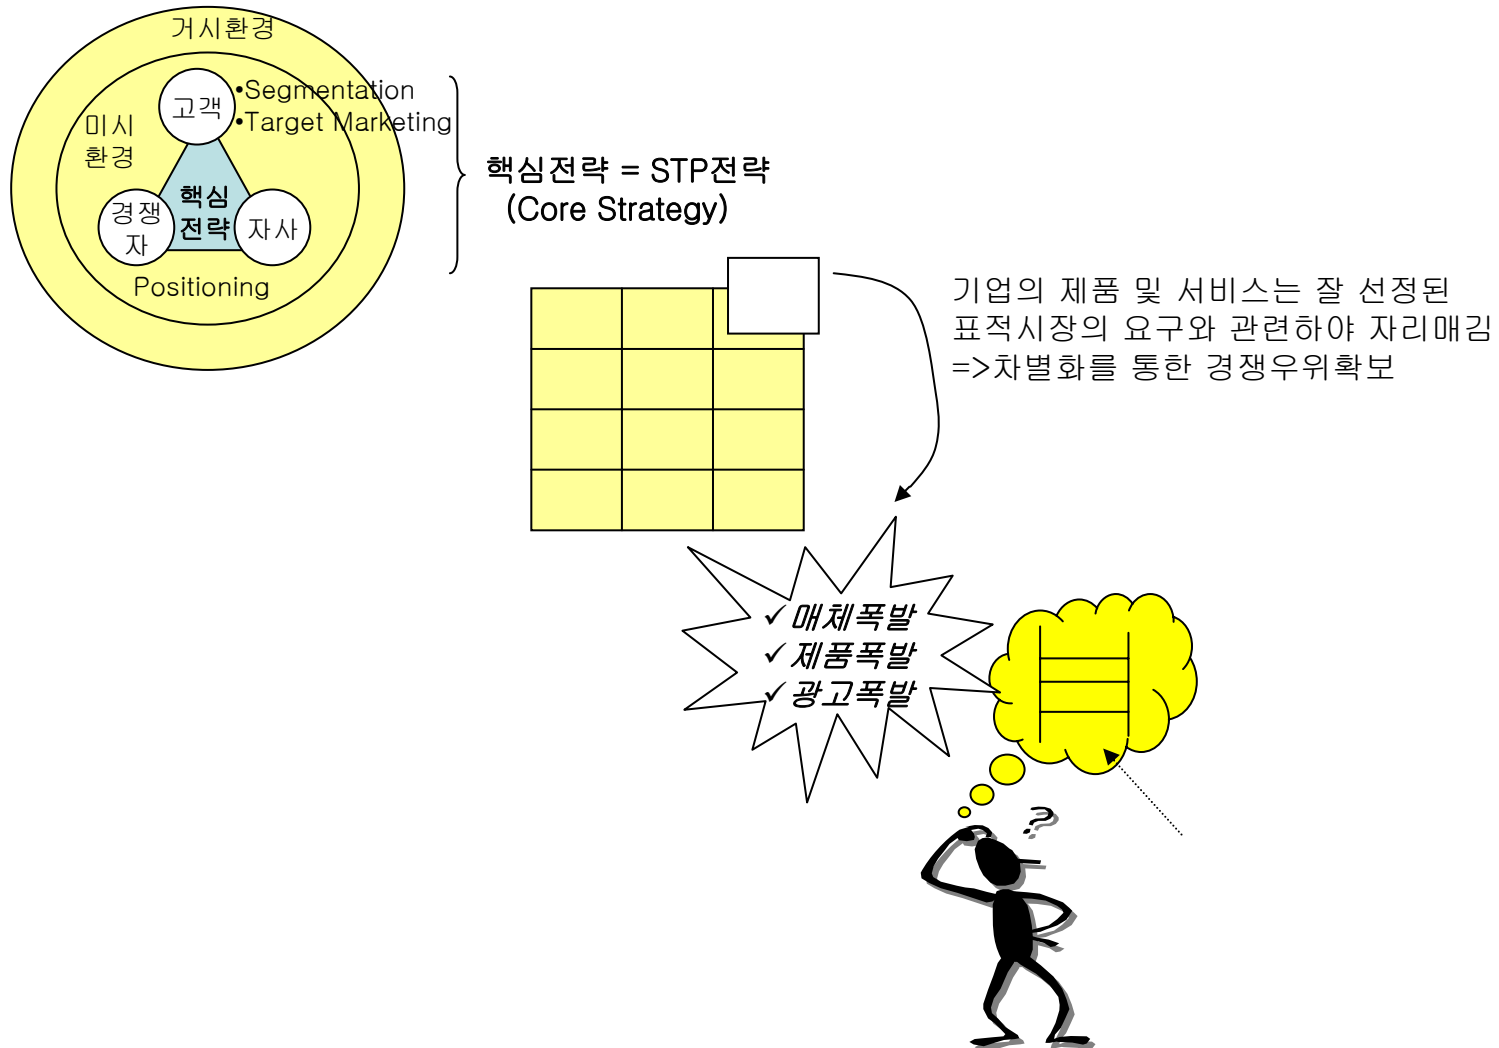 거시환경
고객
•Segmentation
•Target Marketing
미시
환경
핵심
전략
경쟁
자
자사
Positioning
핵심전략 = STP전략
(Core Strategy)
기업의 제품 및 서비스는 잘 선정된
표적시장의 요구와 관련하야 자리매김
=>차별화를 통한 경쟁우위확보
✓매체폭발
✓제품폭발
✓광고폭발
?